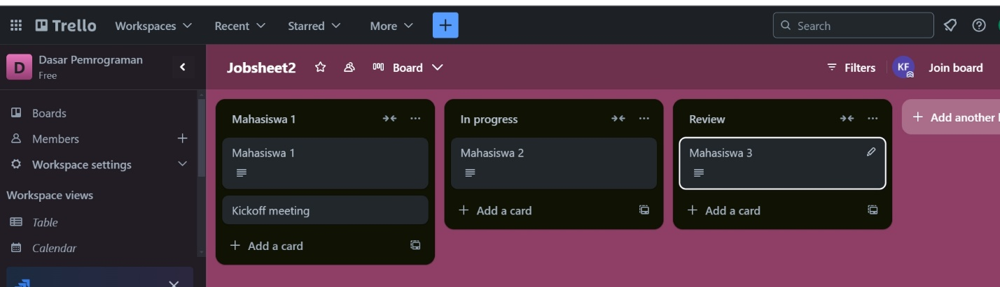 Trello Workspaces Recent Starred More + Search
D Dasar Pemrograman
Free
Jobsheet2 Board Filters KF Join board
Boards
Members
Workspace settings
Workspace views
Table
Calendar
Mahasiswa 1
Mahasiswa 1
Kickoff meeting
+ Add a card
In progress
Mahasiswa 2
+ Add a card
Review
Mahasiswa 3
+ Add a card
+ Add another